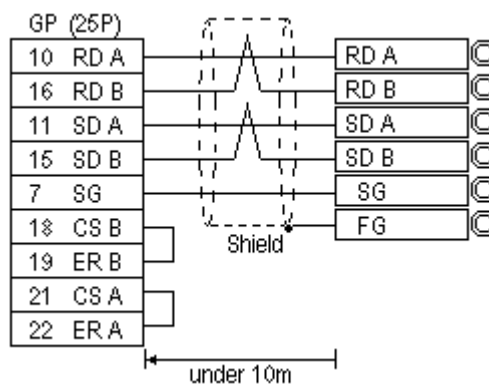 GP (25P)
10 RD A RD A
16 RD B RD B
11 SD A SD A
15 SD B SD B
7 SG SG
18 CS B FG
Shield
19 ER B
21 CS A
22 ER A
under 10m